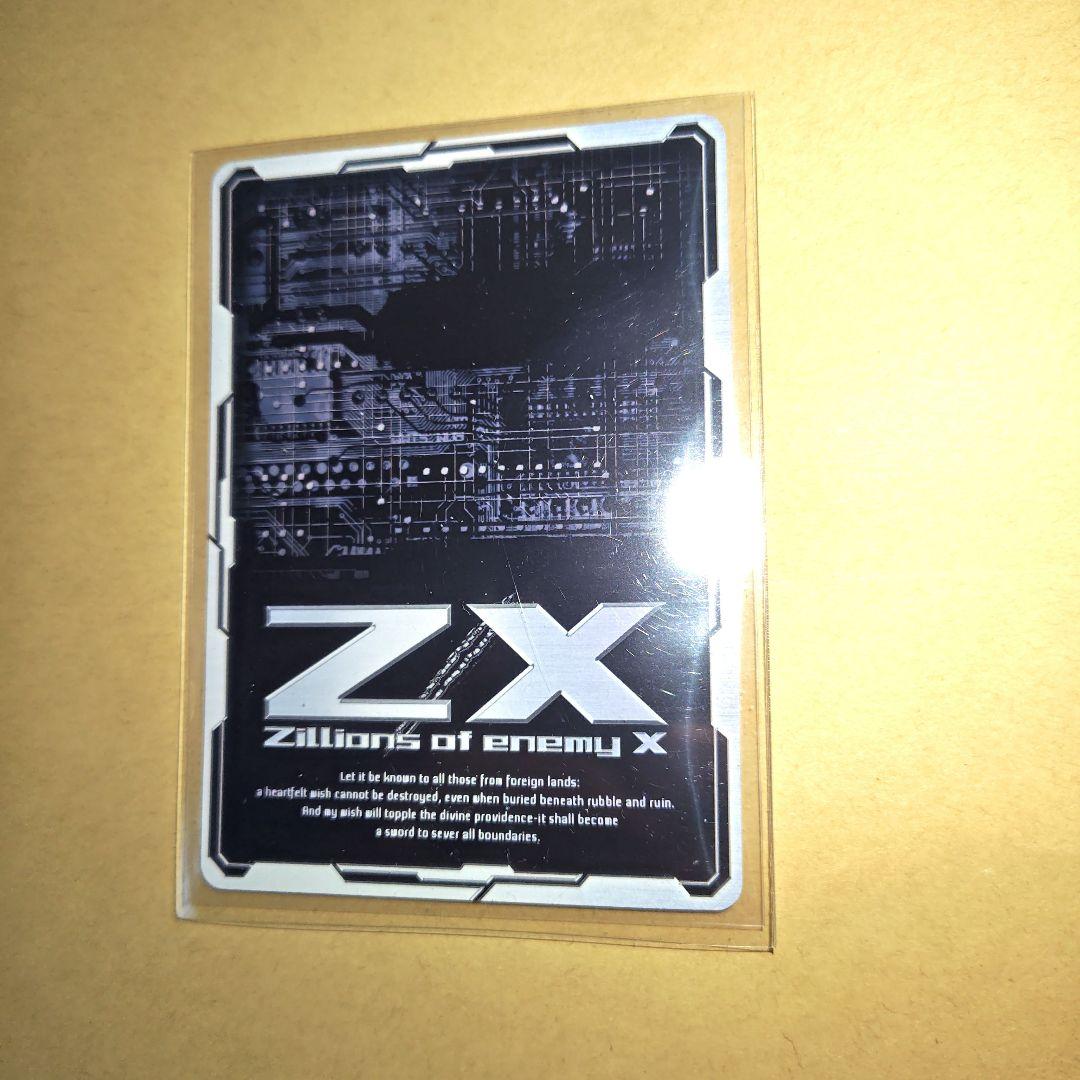 Z/X
Zillions of enemy X
Let it be known to all those from foreign lands:
a heartfelt wish cannot be destroyed, even when buried beneath rubble and ruin.
And my wish will topple the divine providence-it shall become
a sword to sever all boundaries.